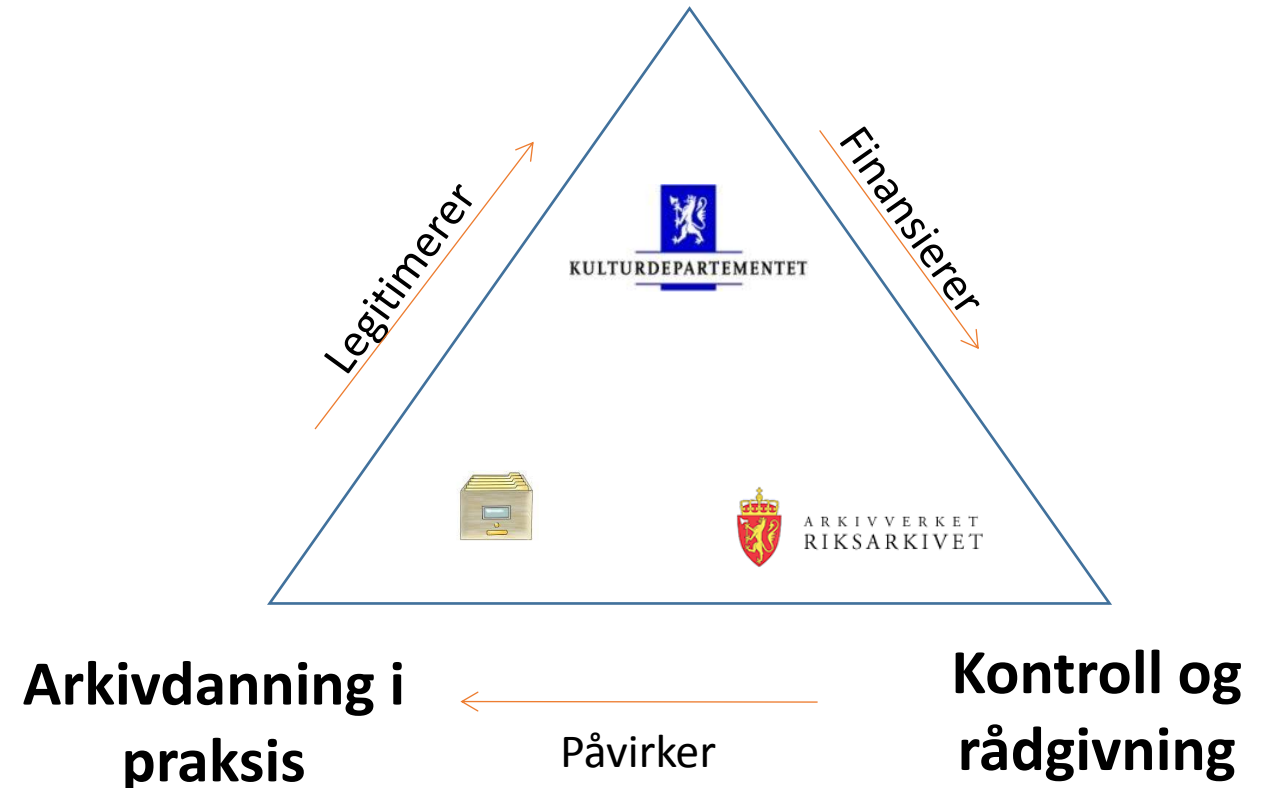 Legitimerer
Finansierer
KULTURDEPARTEMENTET
ARKIVVERKET
RIKSARKIVET
Arkivdanning i
praksis
Påvirker
Kontroll og
rådgivning